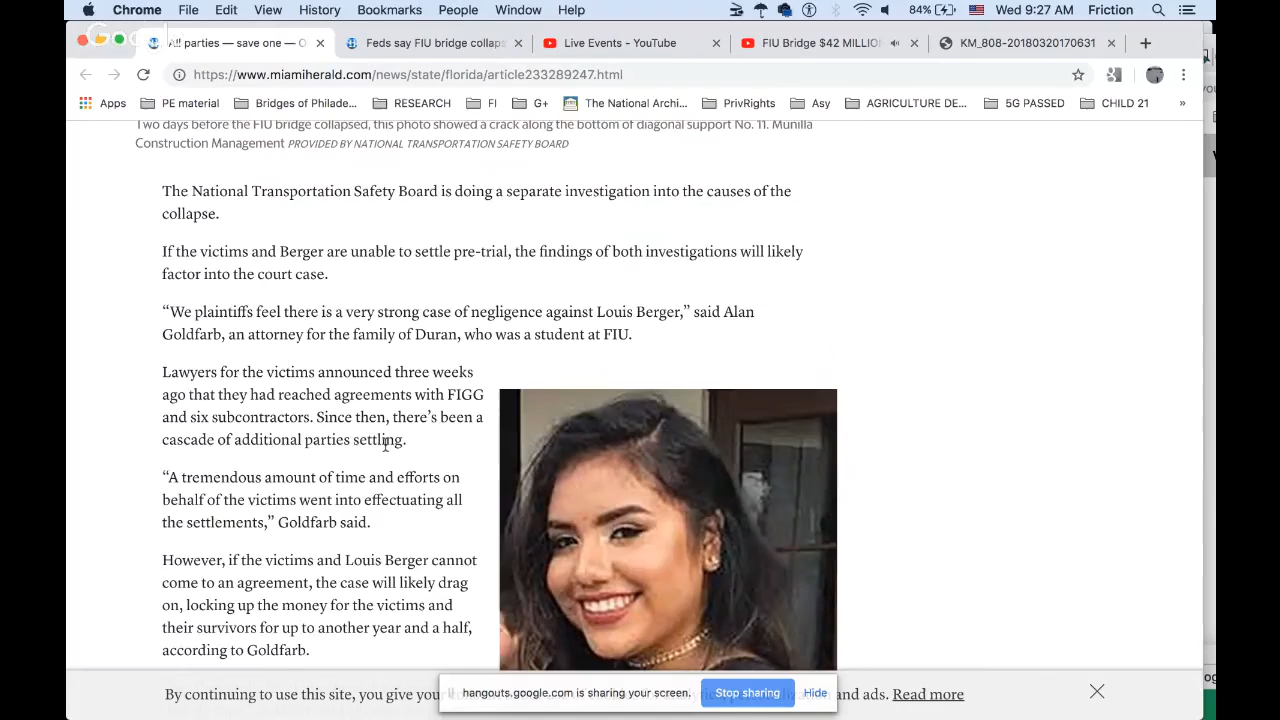 Chrome File Edit View History Bookmarks People Window Help 84% Wed 9:27 AM Friction
All parties — save one — O Feds say FIU bridge collaps Live Events - YouTube FIU Bridge $42 MILLIO KM_808-20180320170631
https://www.miamiherald.com/news/state/florida/article233289247.html
Apps PE material Bridges of Philade... RESEARCH FI G+ The National Archi... PrivRights Asy AGRICULTURE DE... 5G PASSED CHILD 21 »
Two days before the FIU bridge collapsed, this photo showed a crack along the bottom of diagonal support No. 11. Munilla
Construction Management PROVIDED BY NATIONAL TRANSPORTATION SAFETY BOARD
The National Transportation Safety Board is doing a separate investigation into the causes of the
collapse.
If the victims and Berger are unable to settle pre-trial, the findings of both investigations will likely
factor into the court case.
“We plaintiffs feel there is a very strong case of negligence against Louis Berger,” said Alan
Goldfarb, an attorney for the family of Duran, who was a student at FIU.
Lawyers for the victims announced three weeks
ago that they had reached agreements with FIGG
and six subcontractors. Since then, there’s been a
cascade of additional parties settling.
“A tremendous amount of time and efforts on
behalf of the victims went into effectuating all
the settlements,” Goldfarb said.
However, if the victims and Louis Berger cannot
come to an agreement, the case will likely drag
on, locking up the money for the victims and
their survivors for up to another year and a half,
according to Goldfarb.
By continuing to use this site, you give your and ads. Read more
hangouts.google.com is sharing your screen. Stop sharing Hide